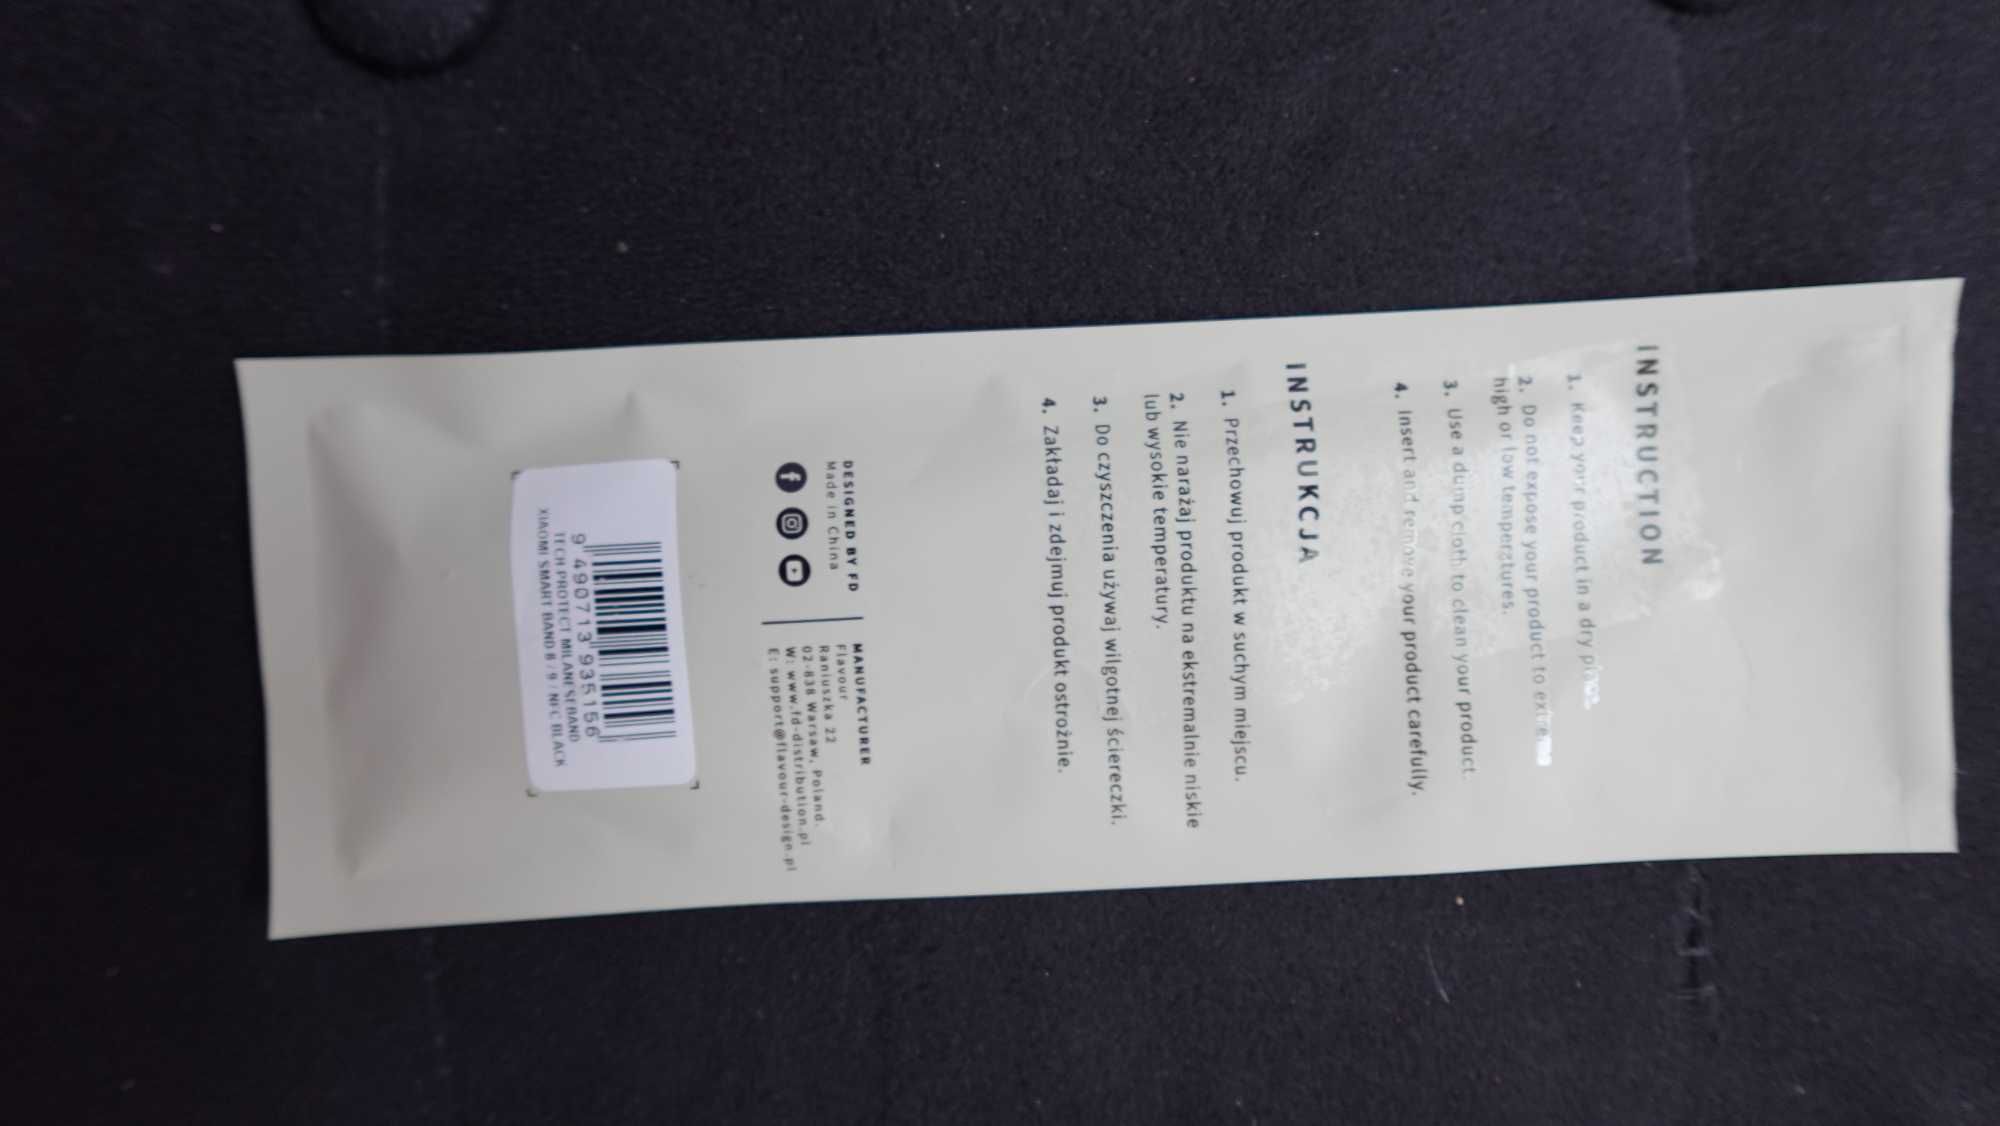 INSTRUCTION
1. Keep your product in a dry place.
2. Do not expose your product to extreme
high or low temperatures.
3. Use a dump cloth to clean your product.
4. Insert and remove your product carefully.
INSTRUKCJA
1. Przechowuj produkt w suchym miejscu.
2. Nie narażaj produktu na ekstremalnie niskie
lub wysokie temperatury.
3. Do czyszczenia używaj wilgotnej ściereczki.
4. Zakładaj i zdejmuj produkt ostrożnie.
DESIGNED BY FD
Made in China
MANUFACTURER
Flavour
Raniuszka 22
02-838 Warsaw, Poland.
W: www.fd-distribution.pl
E: support@flavour-design.pl
9 490713 935156
TECH-PROTECT MILANESEBAND
XIAOMI SMART BAND 8 / 9 / NFC BLACK